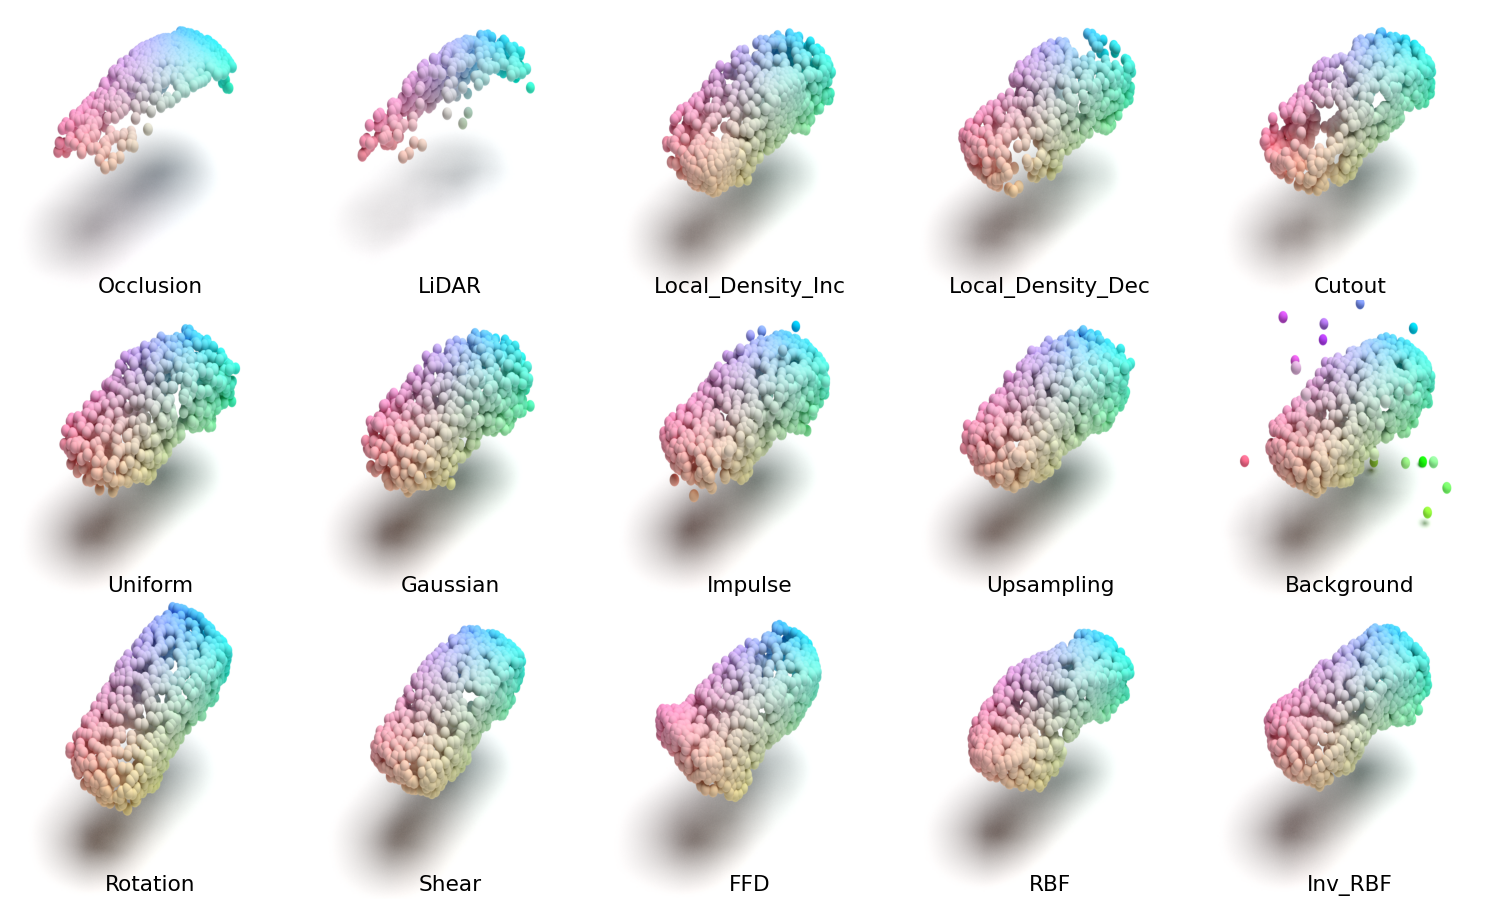 Occlusion
LiDAR
Local_Density_Inc
Local_Density_Dec
Cutout
Uniform
Gaussian
Impulse
Upsampling
Background
Rotation
Shear
FFD
RBF
Inv_RBF